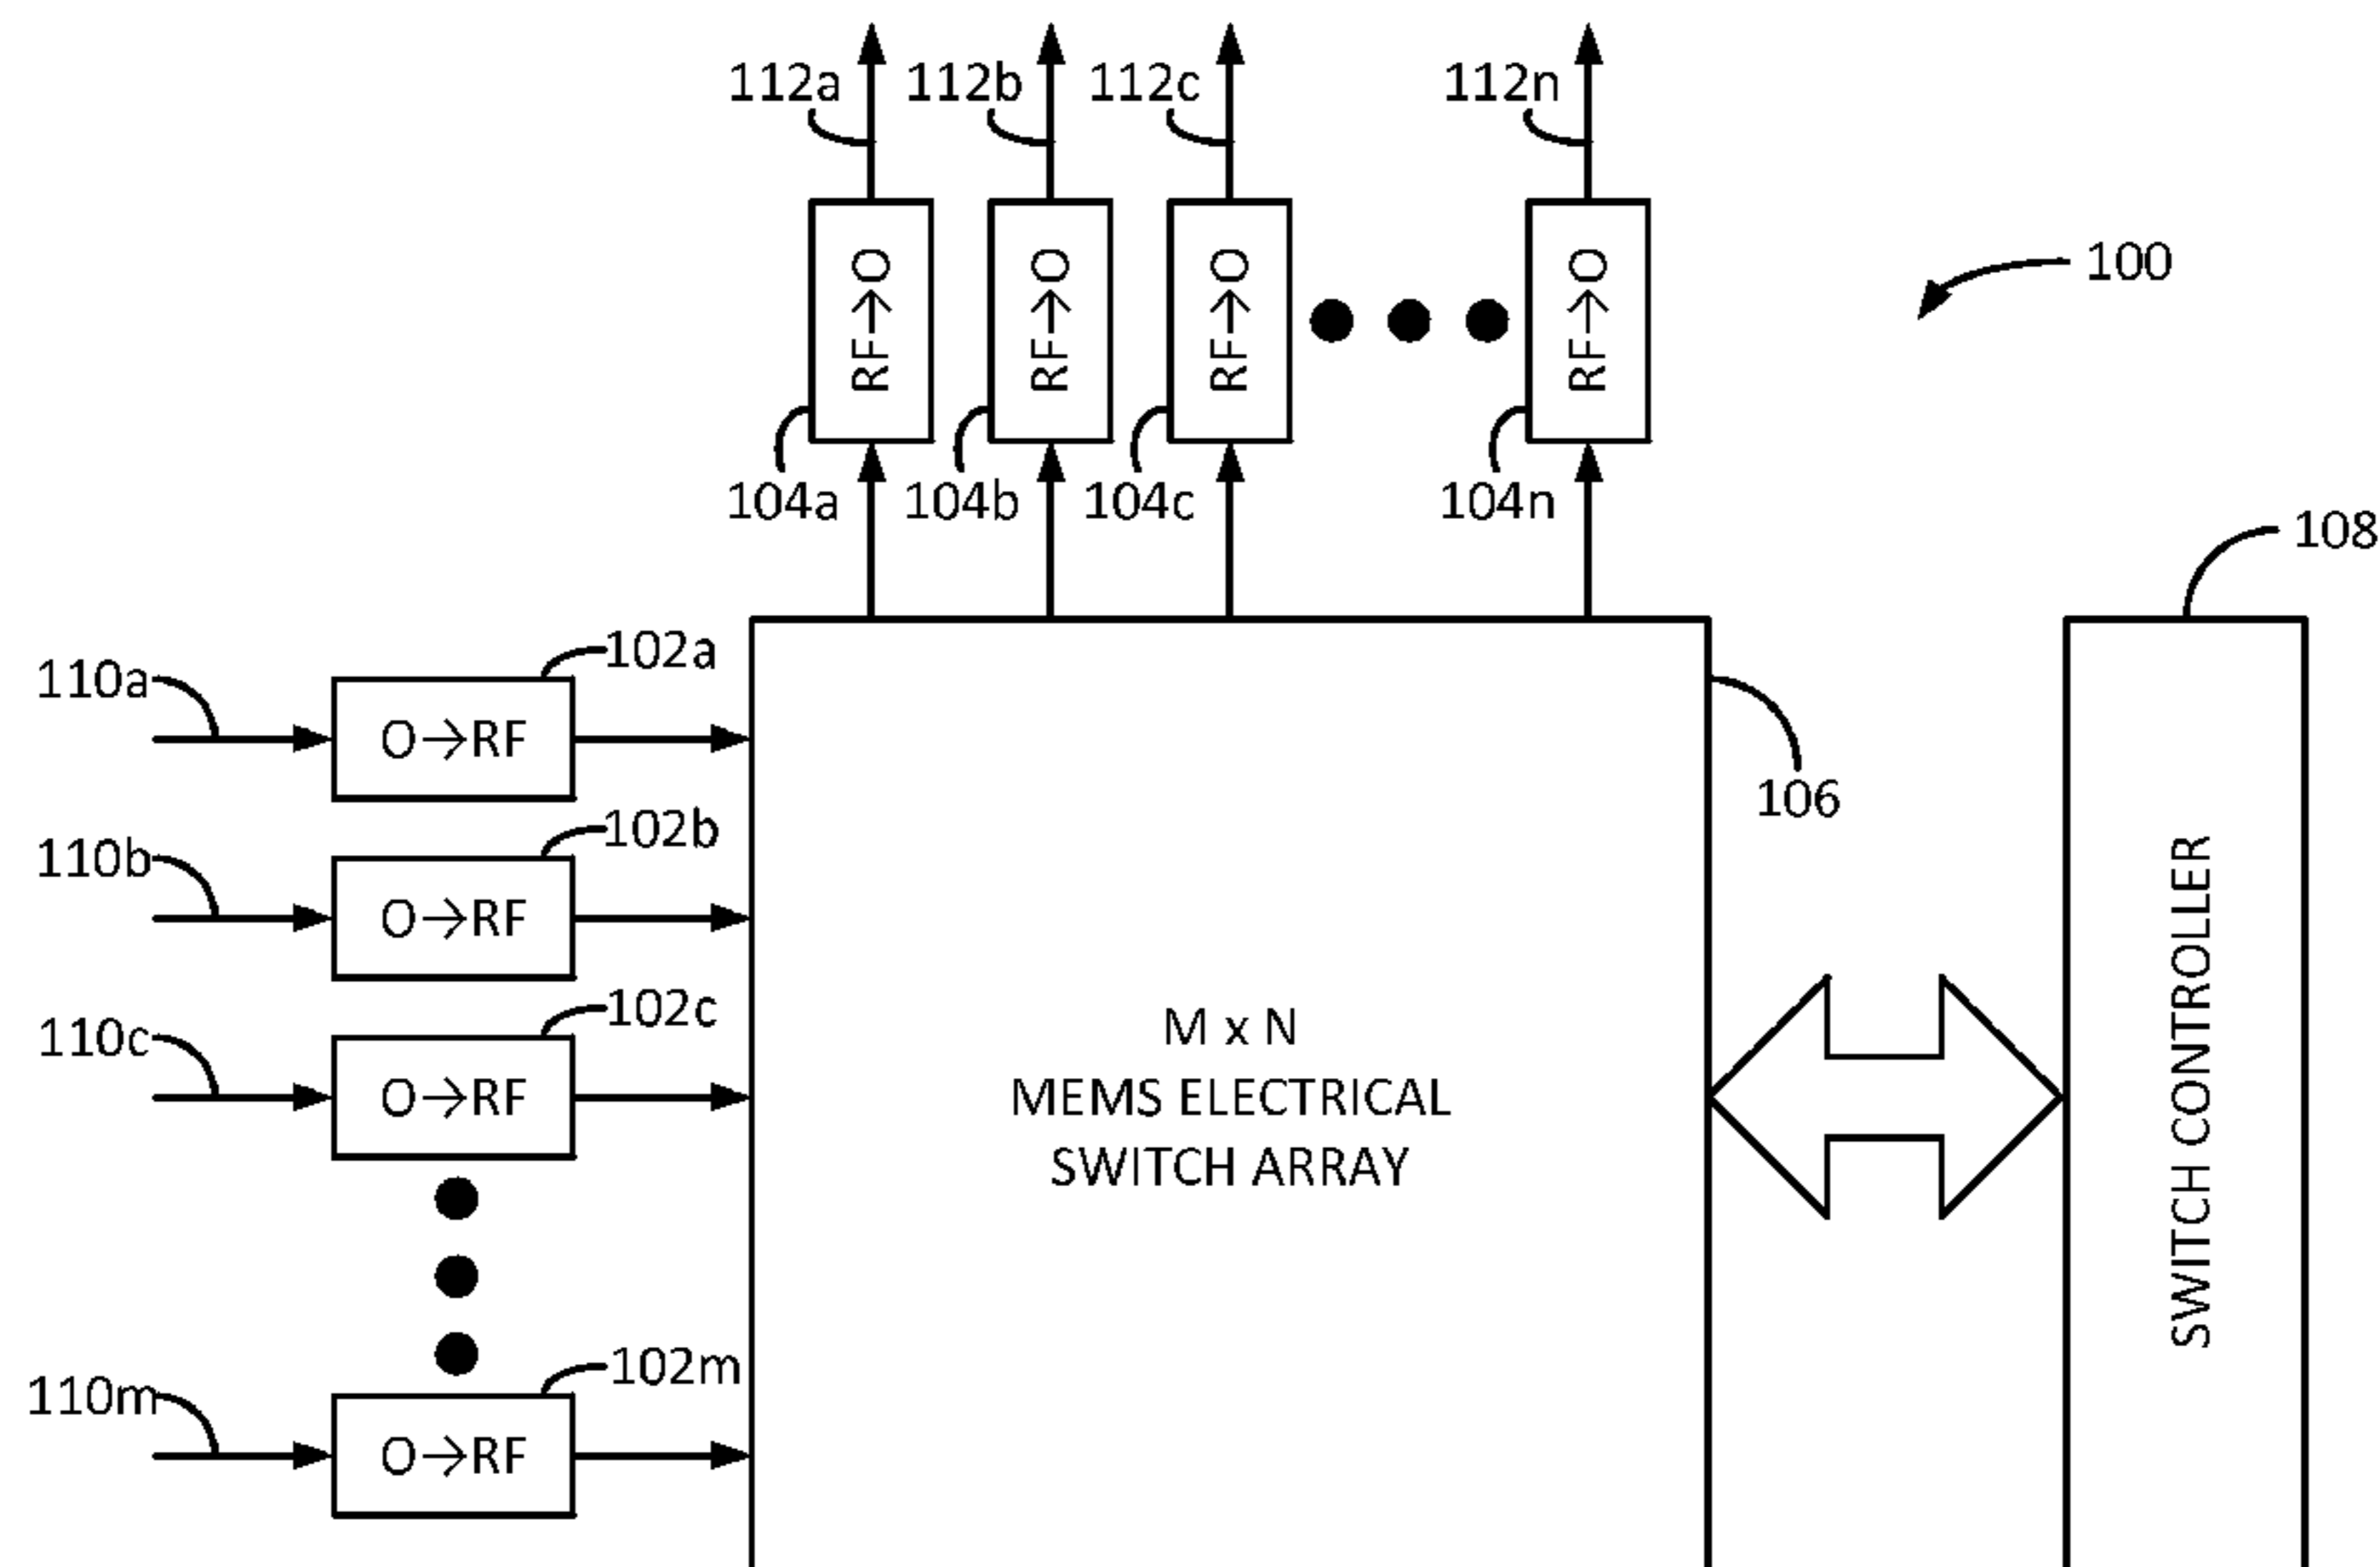 112a 112b 112c 112n
RF→O RF→O RF→O RF→O
100
104a 104b 104c 104n
108
102a
110a
O→RF
106
102b
110b
O→RF
102c
110c
O→RF
M x N
MEMS ELECTRICAL
SWITCH ARRAY
SWITCH CONTROLLER
102m
110m
O→RF